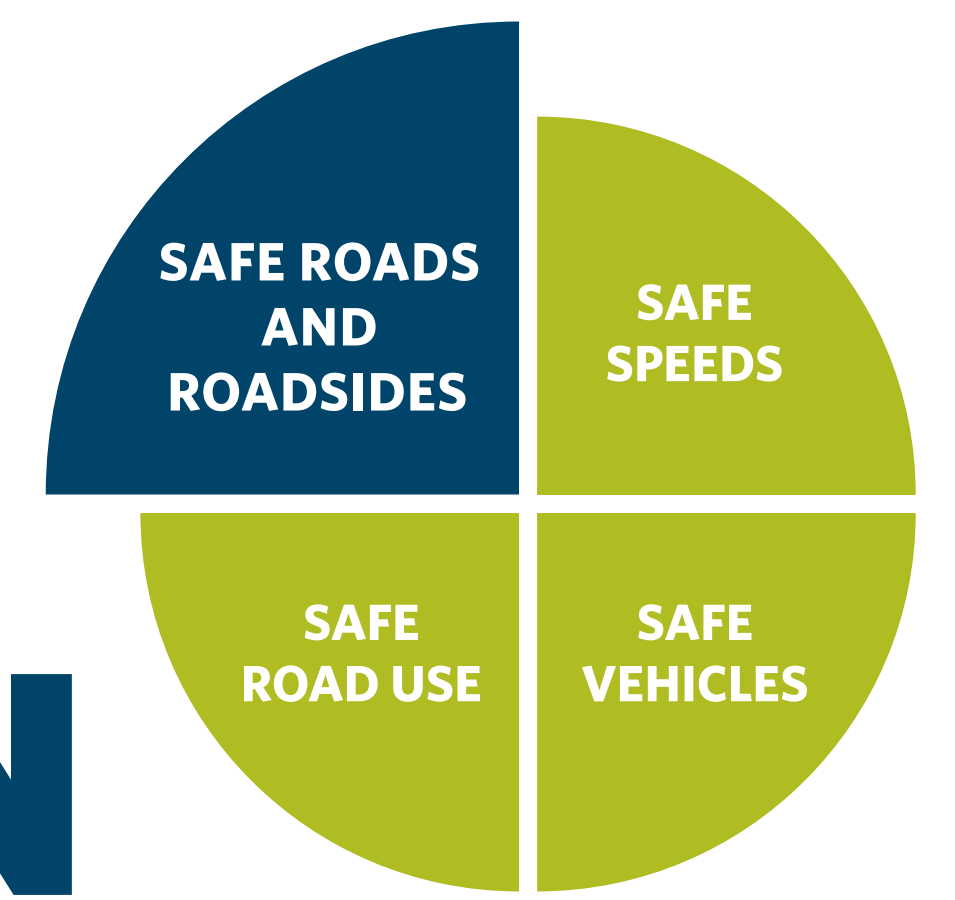 SAFE ROADS
AND
ROADSIDES
SAFE
SPEEDS
SAFE
ROAD USE
SAFE
VEHICLES
N